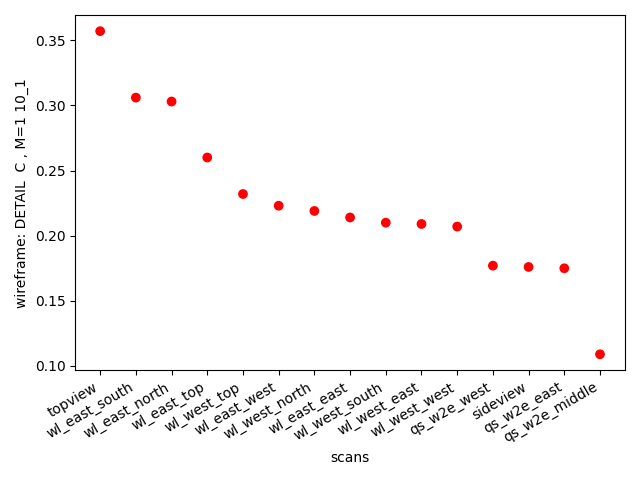 0.35
0.30
0.25
0.20
0.15
0.10
wireframe: DETAIL  C , M=1 10_1
topview
wl_east_south
wl_east_north
wl_east_top
wl_west_top
wl_east_west
wl_west_north
wl_east_east
wl_west_south
wl_west_east
wl_west_west
qs_w2e_west
sideview
qs_w2e_east
qs_w2e_middle
scans